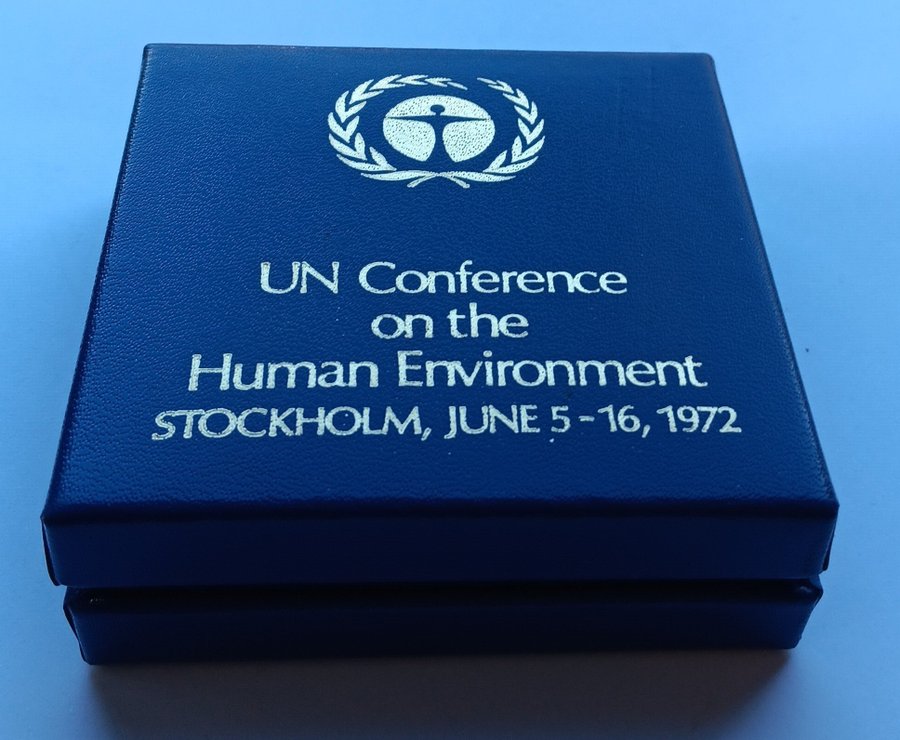 UN Conference
on the
Human Environment
STOCKHOLM, JUNE 5-16, 1972